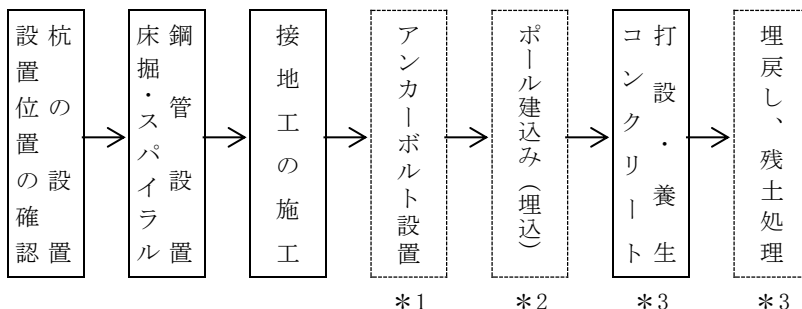 設置位置の確認
杭の設置
床掘・スパイラル
鋼管設置
接地工の施工
アンカーボルト設置
ポール建込み（埋込）
コンクリート
打設・養生
埋戻し、残土処理
＊1
＊2
＊3
＊3